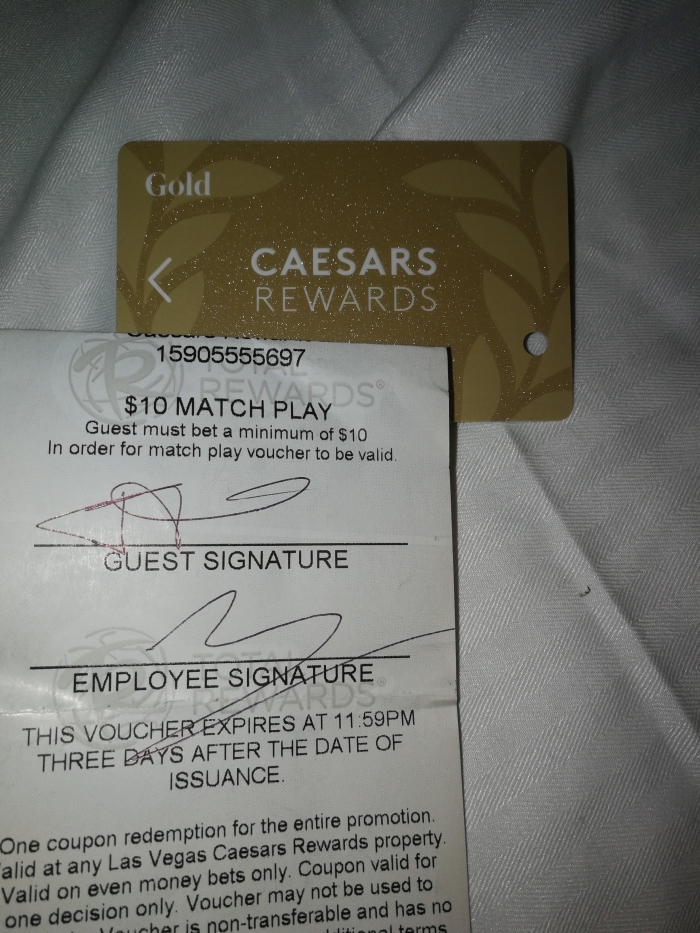 Gold
CAESARS
REWARDS
Caesars Rewards
15905555697
TOTAL
REWARDS®
$10 MATCH PLAY
Guest must bet a minimum of $10
In order for match play voucher to be valid.
GUEST SIGNATURE
TOTAL
REWARDS®
EMPLOYEE SIGNATURE
THIS VOUCHER EXPIRES AT 11:59PM
THREE DAYS AFTER THE DATE OF
ISSUANCE.
One coupon redemption for the entire promotion.
Valid at any Las Vegas Caesars Rewards property.
Valid on even money bets only. Coupon valid for
one decision only. Voucher may not be used to
Voucher is non-transferable and has no
additional terms